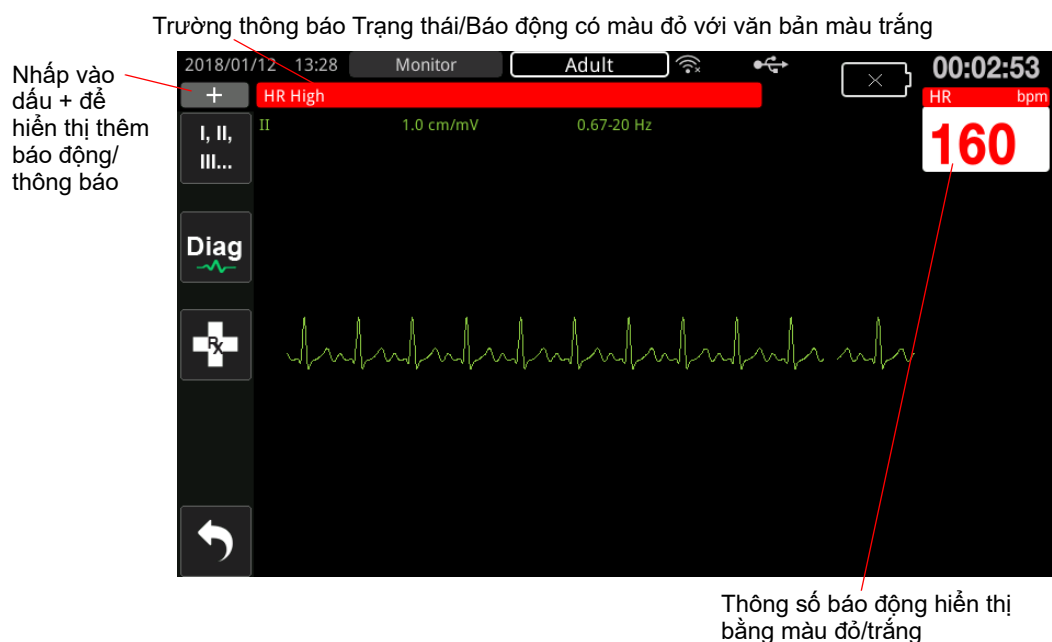 Trường thông báo Trạng thái/Báo động có màu đỏ với văn bản màu trắng
Nhấp vào
dấu + để
hiển thị thêm
báo động/
thông báo
2018/01/12 13:28 Monitor Adult 00:02:53
+ HR High HR bpm
II 1.0 cm/mV 0.67-20 Hz
160
I, II,
III...
Diag
Rx
Thông số báo động hiển thị
bằng màu đỏ/trắng